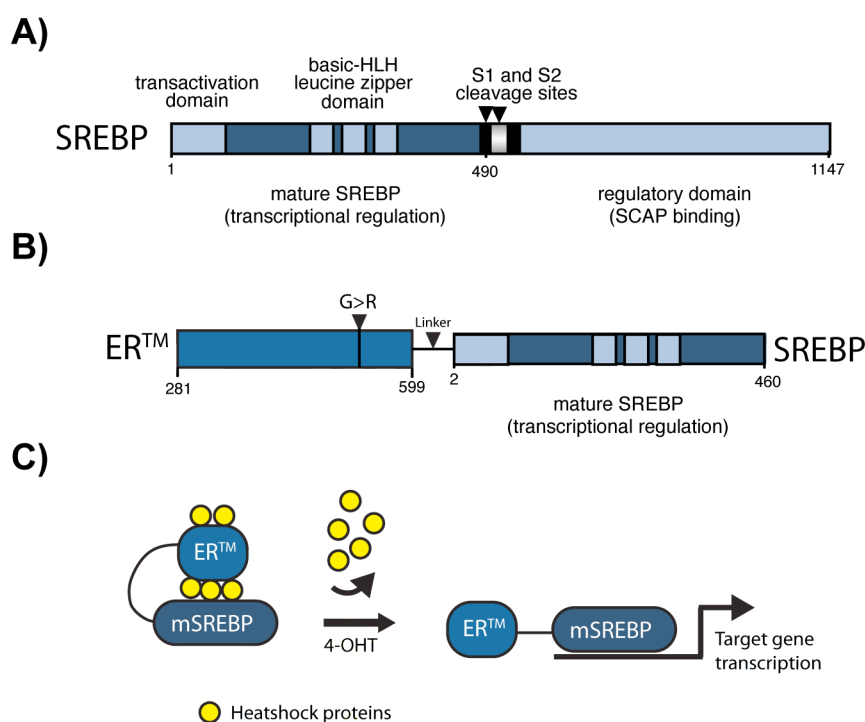 A)
transactivation
domain
basic-HLH
leucine zipper
domain
S1 and S2
cleavage sites
SREBP
1
490
1147
mature SREBP
(transcriptional regulation)
regulatory domain
(SCAP binding)
B)
G>R
Linker
ER™
SREBP
281
599
2
460
mature SREBP
(transcriptional regulation)
C)
ER™
mSREBP
4-OHT
ER™
mSREBP
Target gene
transcription
Heatshock proteins